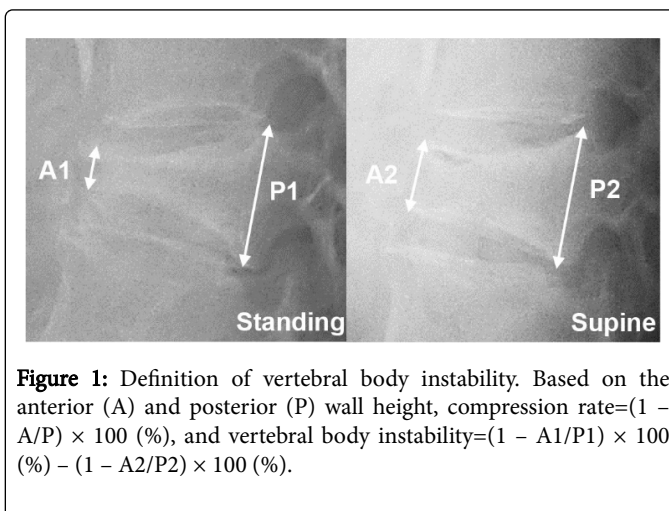 A1
P1
Standing
A2
P2
Supine
Figure 1: Definition of vertebral body instability. Based on the
anterior (A) and posterior (P) wall height, compression rate=(1 –
A/P) × 100 (%), and vertebral body instability=(1 – A1/P1) × 100
(%) – (1 – A2/P2) × 100 (%).